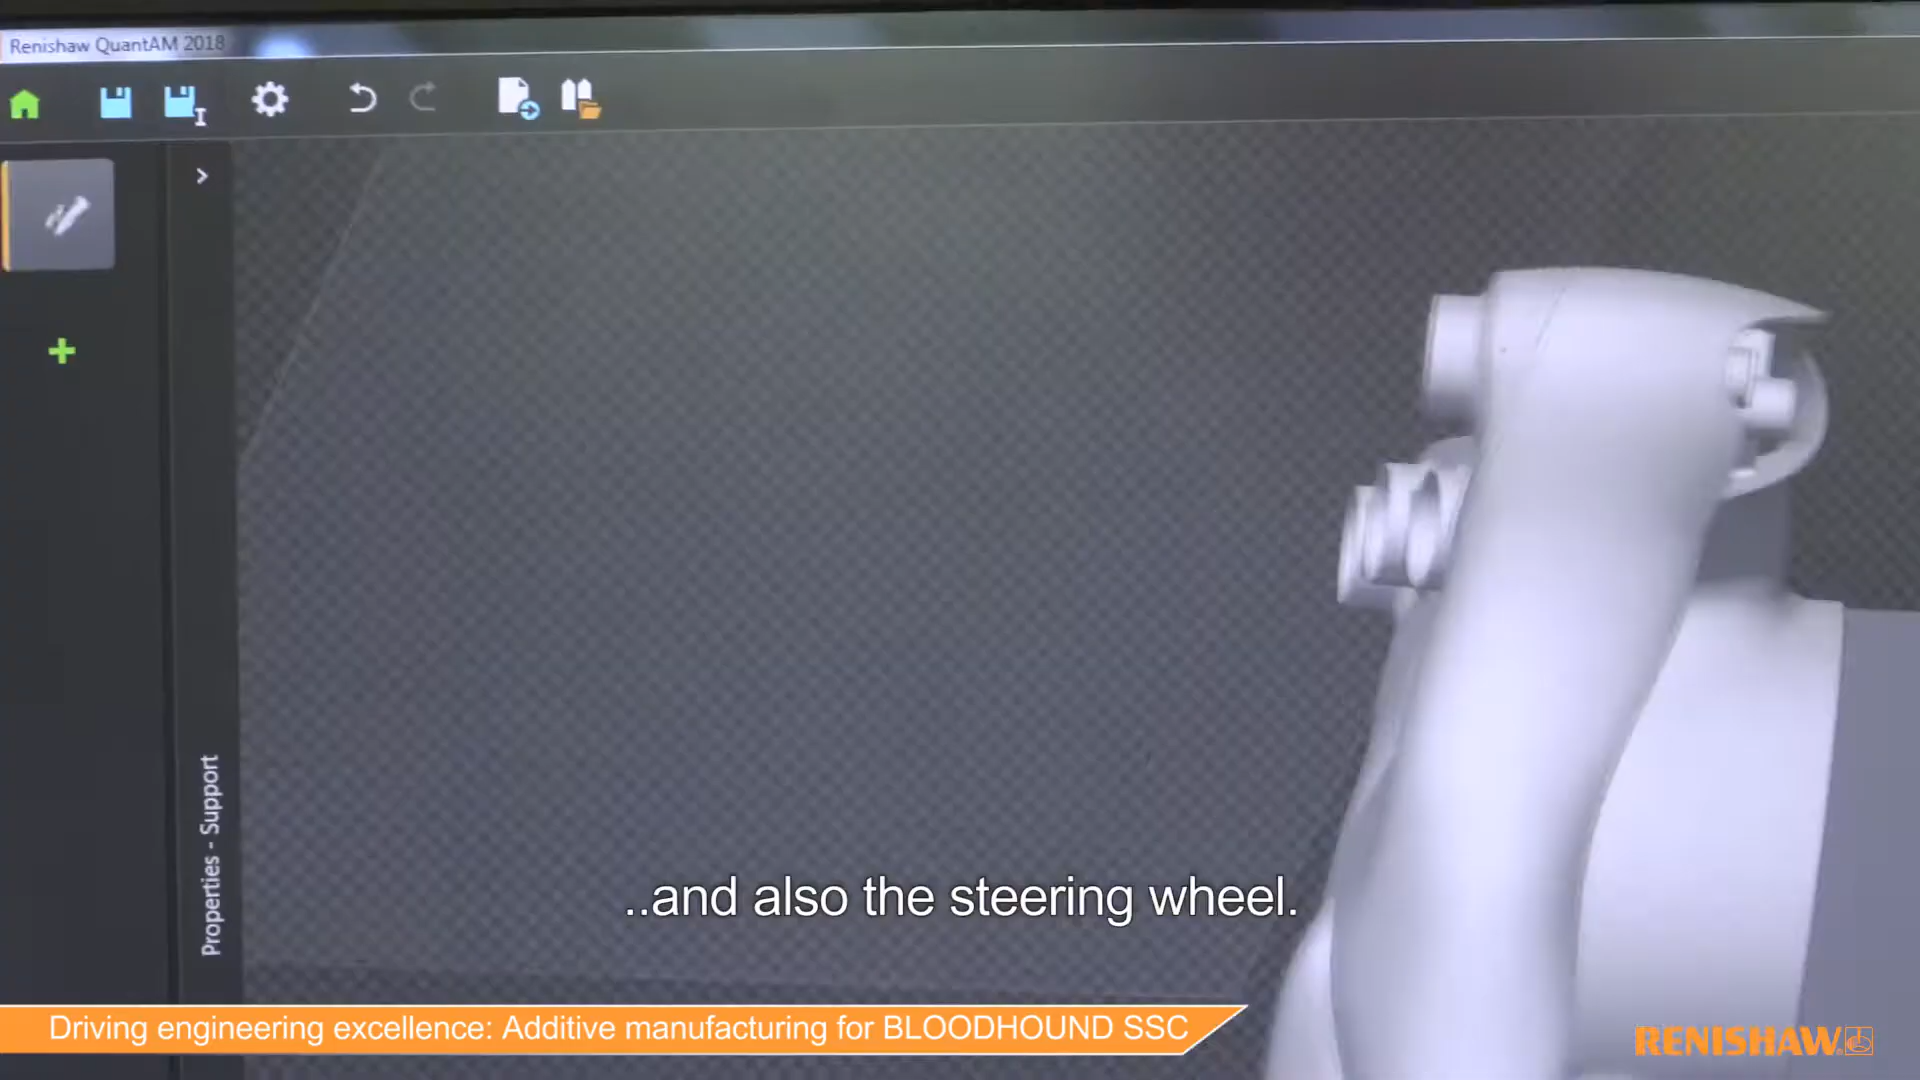 Renishaw QuantAM 2018
Properties - Support
..and also the steering wheel.
Driving engineering excellence: Additive manufacturing for BLOODHOUND SSC
RENISHAW